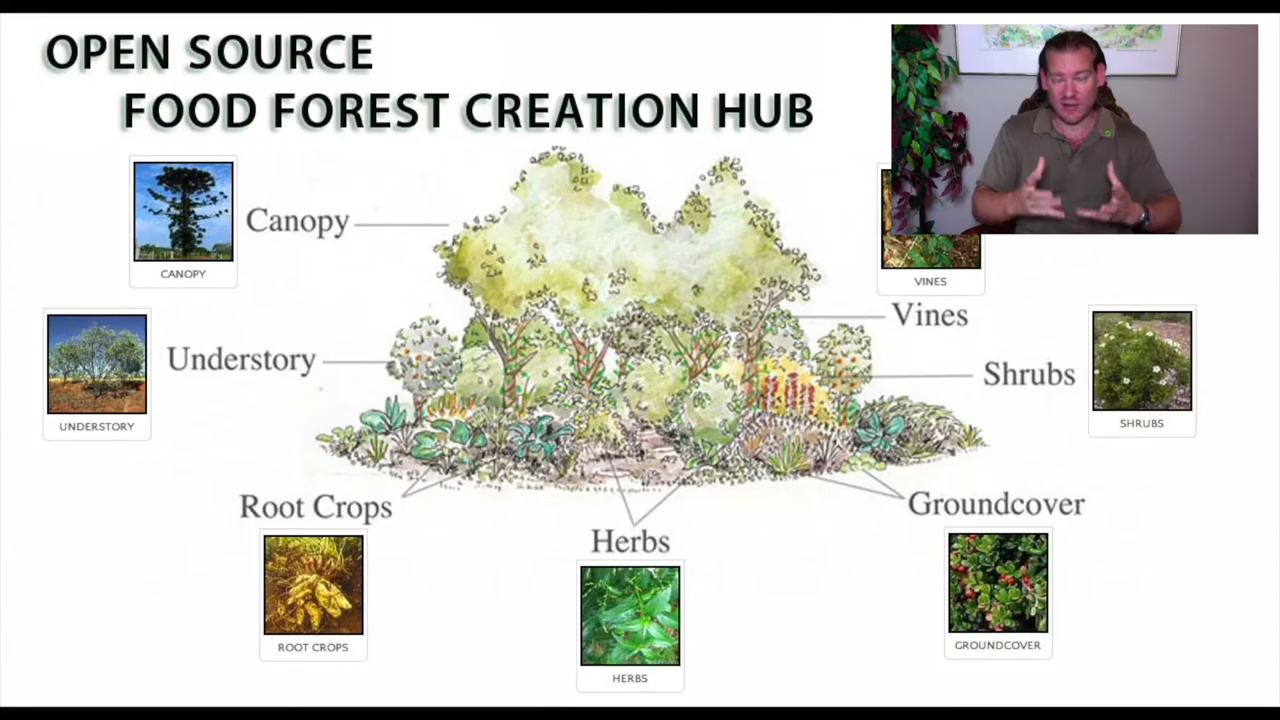 OPEN SOURCE
FOOD FOREST CREATION HUB
Canopy
CANOPY
VINES
Vines
Understory
UNDERSTORY
Shrubs
SHRUBS
Root Crops
ROOT CROPS
Herbs
HERBS
Groundcover
GROUNDCOVER